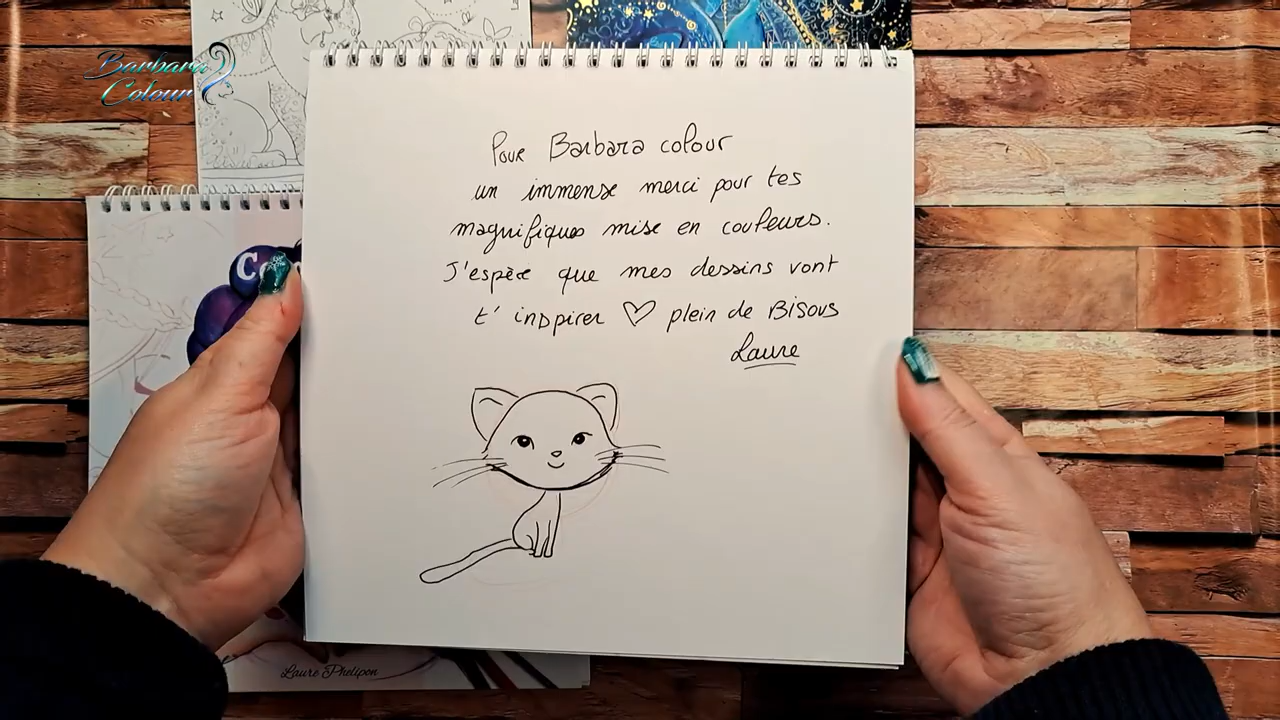 Barbara
Colour
Pour Barbara colour
un immense merci pour tes
magnifiques mise en couleurs.
J'espère que mes dessins vont
t'inspirer ♡ plein de Bisous
Laure
Laure Phelipon